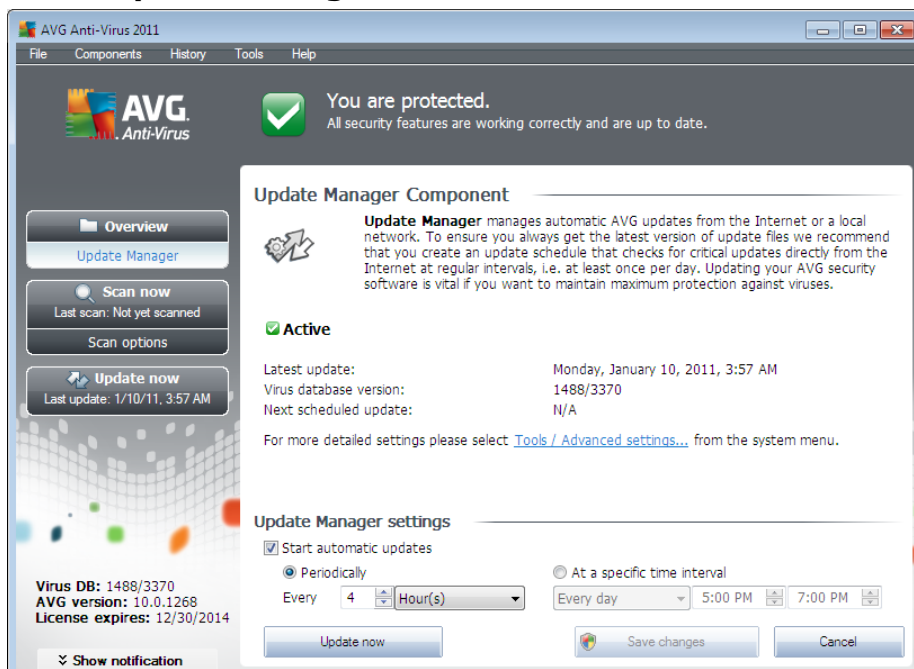 AVG Anti-Virus 2011
File Components History Tools Help
AVG.
Anti-Virus
You are protected.
All security features are working correctly and are up to date.
Overview
Update Manager
Scan now
Last scan: Not yet scanned
Scan options
Update now
Last update: 1/10/11, 3:57 AM
Virus DB: 1488/3370
AVG version: 10.0.1268
License expires: 12/30/2014
Show notification
Update Manager Component
Update Manager manages automatic AVG updates from the Internet or a local
network. To ensure you always get the latest version of update files we recommend
that you create an update schedule that checks for critical updates directly from the
Internet at regular intervals, i.e. at least once per day. Updating your AVG security
software is vital if you want to maintain maximum protection against viruses.
Active
Latest update: Monday, January 10, 2011, 3:57 AM
Virus database version: 1488/3370
Next scheduled update: N/A
For more detailed settings please select Tools / Advanced settings... from the system menu.
Update Manager settings
Start automatic updates
Periodically At a specific time interval
Every 4 Hour(s) Every day 5:00 PM 7:00 PM
Update now Save changes Cancel